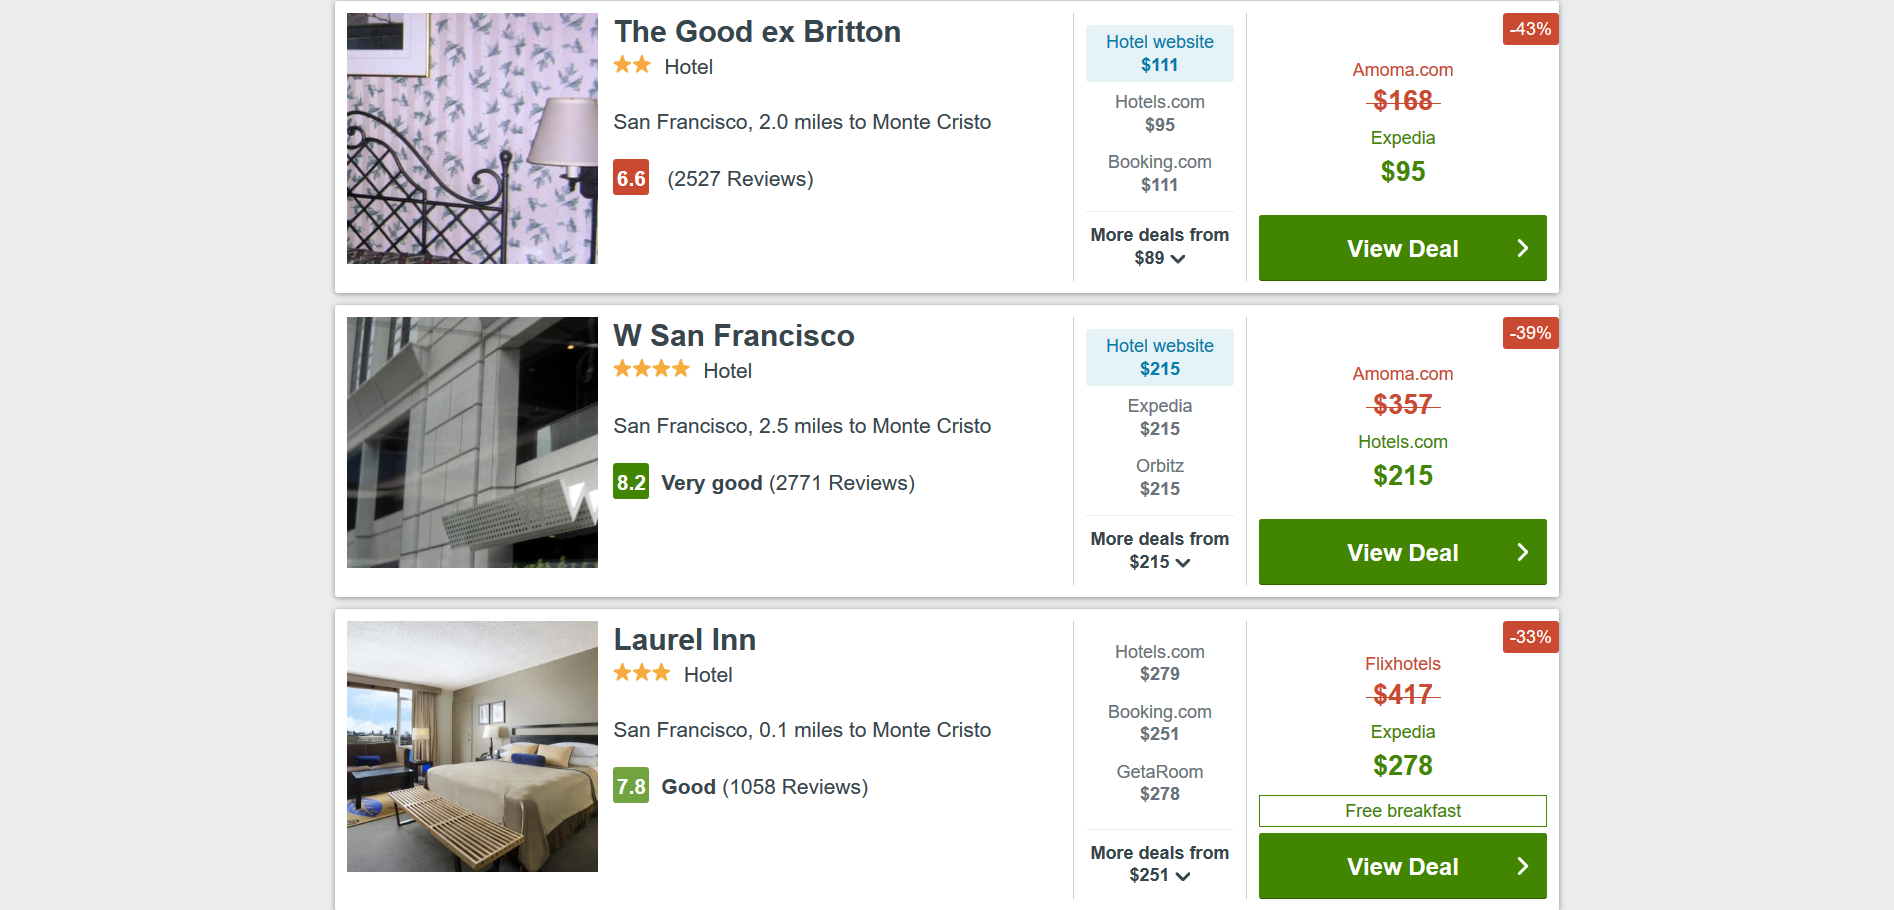 The Good ex Britton
Hotel
San Francisco, 2.0 miles to Monte Cristo
6.6 (2527 Reviews)
Hotel website
$111
Hotels.com
$95
Booking.com
$111
More deals from
$89
-43%
Amoma.com
$168
Expedia
$95
View Deal
W San Francisco
Hotel
San Francisco, 2.5 miles to Monte Cristo
8.2 Very good (2771 Reviews)
W
Hotel website
$215
Expedia
$215
Orbitz
$215
More deals from
$215
-39%
Amoma.com
$357
Hotels.com
$215
View Deal
Laurel Inn
Hotel
San Francisco, 0.1 miles to Monte Cristo
7.8 Good (1058 Reviews)
Hotels.com
$279
Booking.com
$251
GetaRoom
$278
More deals from
$251
-33%
Flixhotels
$417
Expedia
$278
Free breakfast
View Deal